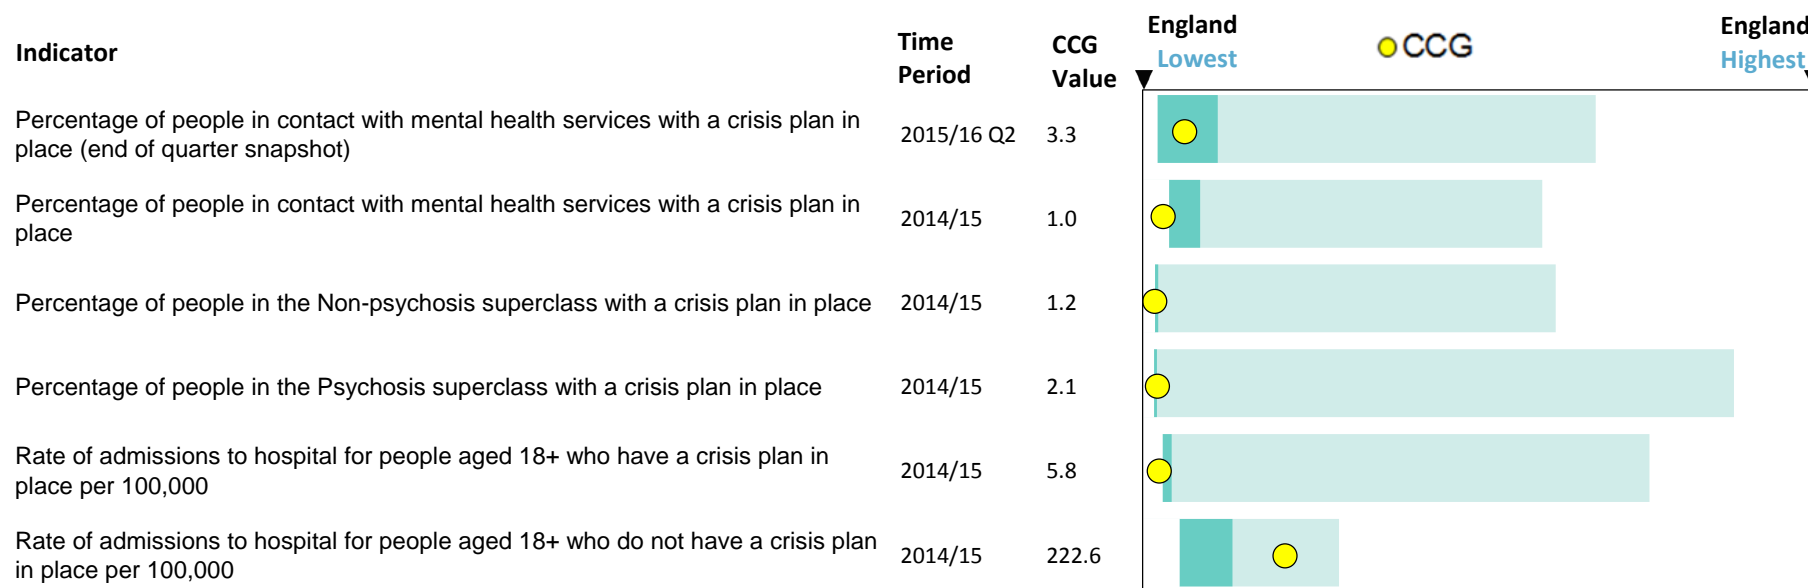 Indicator
Time
Period
CCG
Value
England
Lowest
CCG
England
Highest
Percentage of people in contact with mental health services with a crisis plan in
place (end of quarter snapshot)
2015/16 Q2
3.3
Percentage of people in contact with mental health services with a crisis plan in
place
2014/15
1.0
Percentage of people in the Non-psychosis superclass with a crisis plan in place
2014/15
1.2
Percentage of people in the Psychosis superclass with a crisis plan in place
2014/15
2.1
Rate of admissions to hospital for people aged 18+ who have a crisis plan in
place per 100,000
2014/15
5.8
Rate of admissions to hospital for people aged 18+ who do not have a crisis plan
in place per 100,000
2014/15
222.6